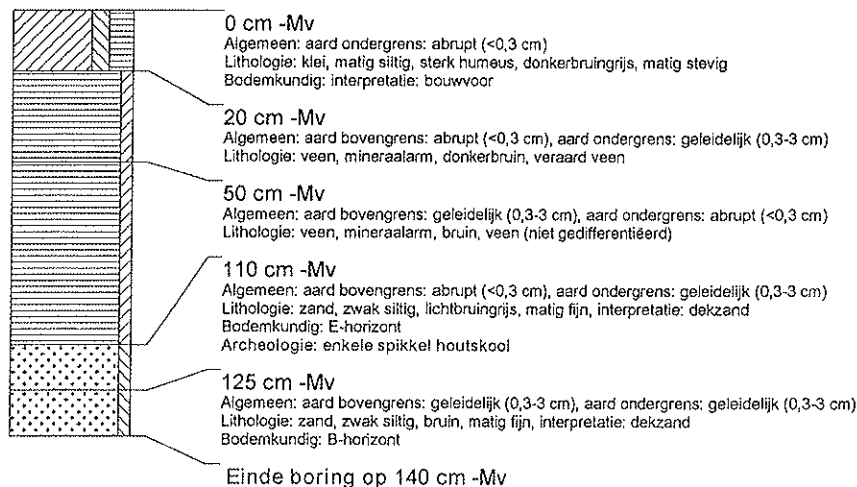 0 cm -Mv
Algemeen: aard ondergrens: abrupt (<0,3 cm)
Lithologie: klei, matig siltig, sterk humeus, donkerbruingrijs, matig stevig
Bodemkundig: interpretatie: bouwvoor
20 cm -Mv
Algemeen: aard bovengrens: abrupt (<0,3 cm), aard ondergrens: geleidelijk (0,3-3 cm)
Lithologie: veen, mineraalarm, donkerbruin, veraard veen
50 cm -Mv
Algemeen: aard bovengrens: geleidelijk (0,3-3 cm), aard ondergrens: abrupt (<0,3 cm)
Lithologie: veen, mineraalarm, bruin, veen (niet gedifferentiëerd)
110 cm -Mv
Algemeen: aard bovengrens: abrupt (<0,3 cm), aard ondergrens: geleidelijk (0,3-3 cm)
Lithologie: zand, zwak siltig, lichtbruingrijs, matig fijn, interpretatie: dekzand
Bodemkundig: E-horizont
Archeologie: enkele spikkel houtskool
125 cm -Mv
Algemeen: aard bovengrens: geleidelijk (0,3-3 cm), aard ondergrens: geleidelijk (0,3-3 cm)
Lithologie: zand, zwak siltig, bruin, matig fijn, interpretatie: dekzand
Bodemkundig: B-horizont
Einde boring op 140 cm -Mv